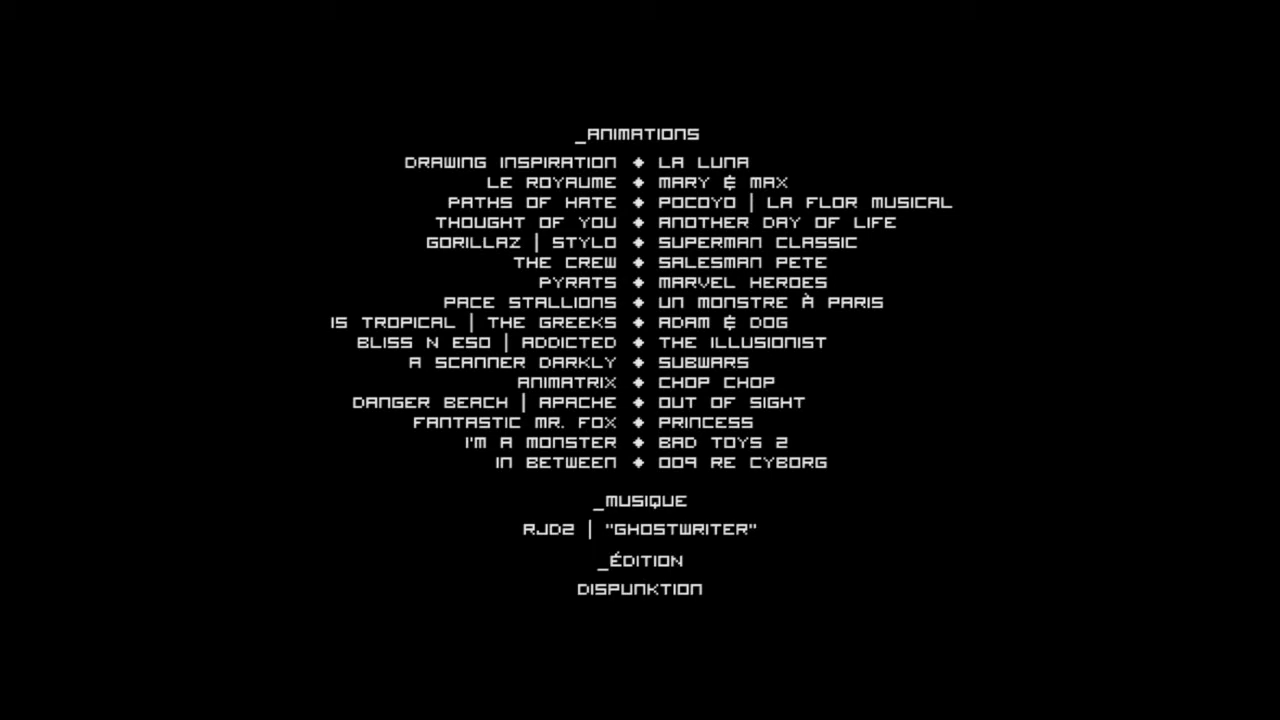 _ANIMATIONS
DRAWING INSPIRATION ✦ LA LUNA
LE ROYAUME ✦ MARY & MAX
PATHS OF HATE ✦ POCOYO | LA FLOR MUSICAL
THOUGHT OF YOU ✦ ANOTHER DAY OF LIFE
GORILLAZ | STYLO ✦ SUPERMAN CLASSIC
THE CREW ✦ SALESMAN PETE
PYRATS ✦ MARVEL HEROES
PACE STALLIONS ✦ UN MONSTRE À PARIS
IS TROPICAL | THE GREEKS ✦ ADAM & DOG
BLISS N ESO | ADDICTED ✦ THE ILLUSIONIST
A SCANNER DARKLY ✦ SUBWARS
ANIMATRIX ✦ CHOP CHOP
DANGER BEACH | APACHE ✦ OUT OF SIGHT
FANTASTIC MR. FOX ✦ PRINCESS
I'M A MONSTER ✦ BAD TOYS 2
IN BETWEEN ✦ 009 RE CYBORG
_MUSIQUE
RJD2 | "GHOSTWRITER"
_ÉDITION
DISPUNKTION